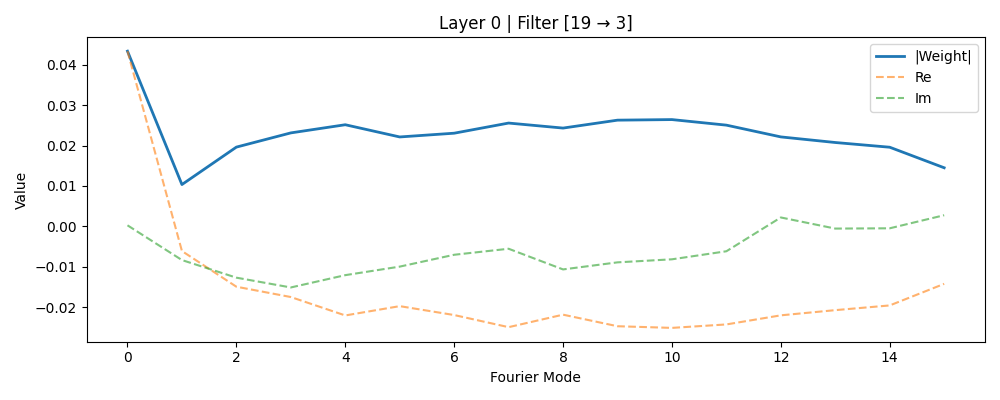 Layer 0 | Filter [19 → 3]
|Weight|
Re
Im
Value
0.04
0.03
0.02
0.01
0.00
−0.01
−0.02
0 2 4 6 8 10 12 14
Fourier Mode